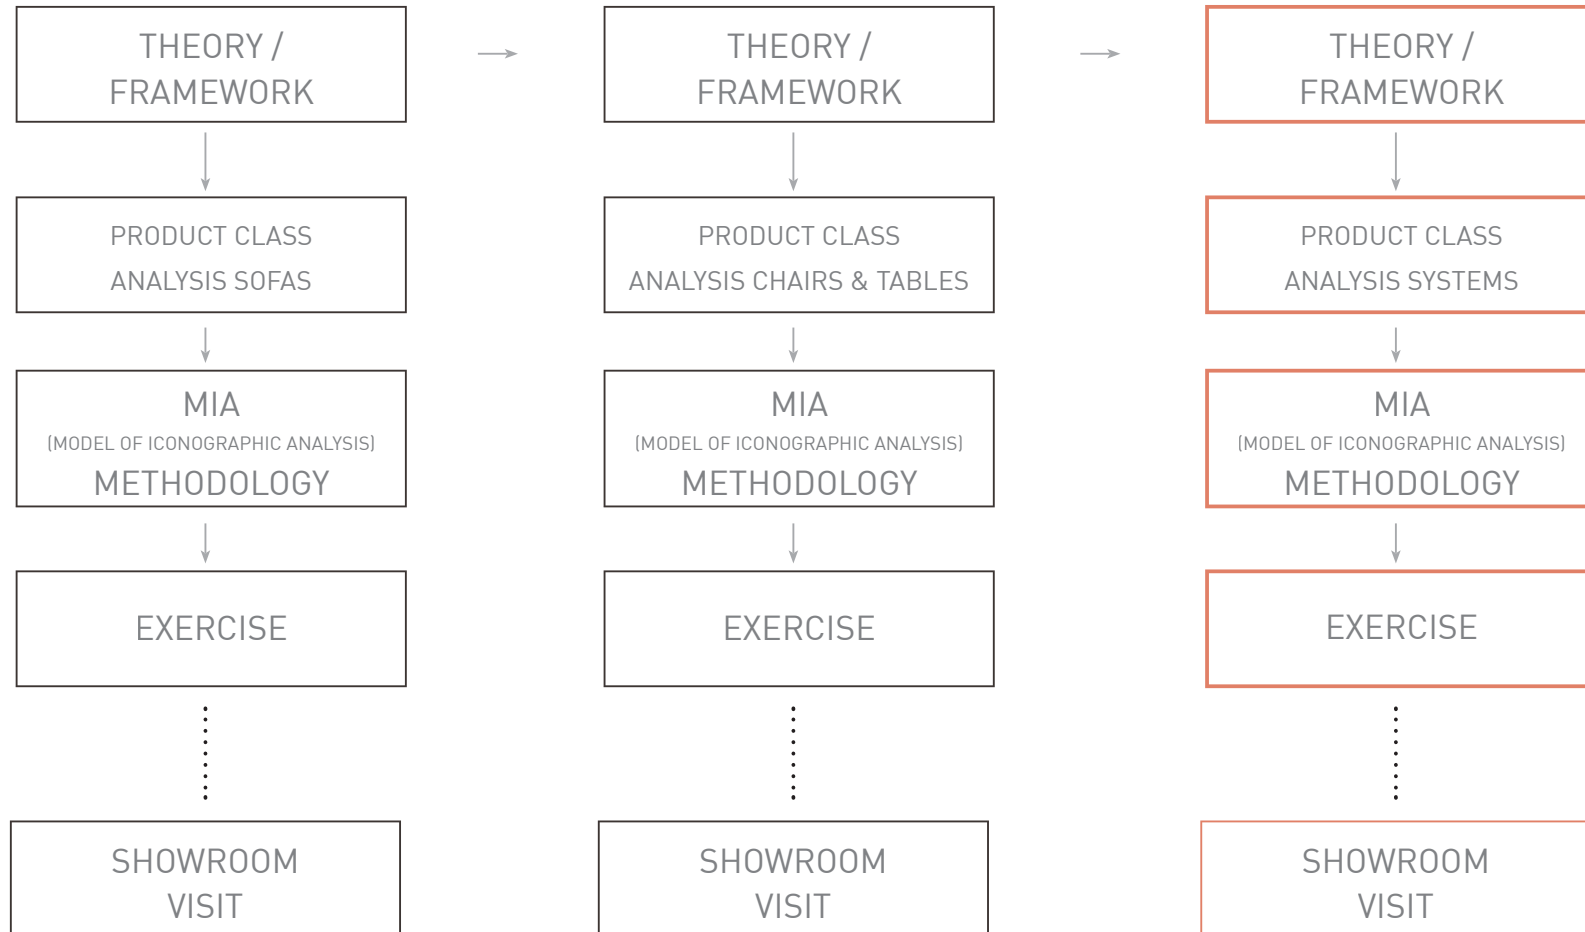 THEORY /
FRAMEWORK
PRODUCT CLASS
ANALYSIS SOFAS
MIA
(MODEL OF ICONOGRAPHIC ANALYSIS)
METHODOLOGY
EXERCISE
SHOWROOM
VISIT
THEORY /
FRAMEWORK
PRODUCT CLASS
ANALYSIS CHAIRS & TABLES
MIA
(MODEL OF ICONOGRAPHIC ANALYSIS)
METHODOLOGY
EXERCISE
SHOWROOM
VISIT
THEORY /
FRAMEWORK
PRODUCT CLASS
ANALYSIS SYSTEMS
MIA
(MODEL OF ICONOGRAPHIC ANALYSIS)
METHODOLOGY
EXERCISE
SHOWROOM
VISIT